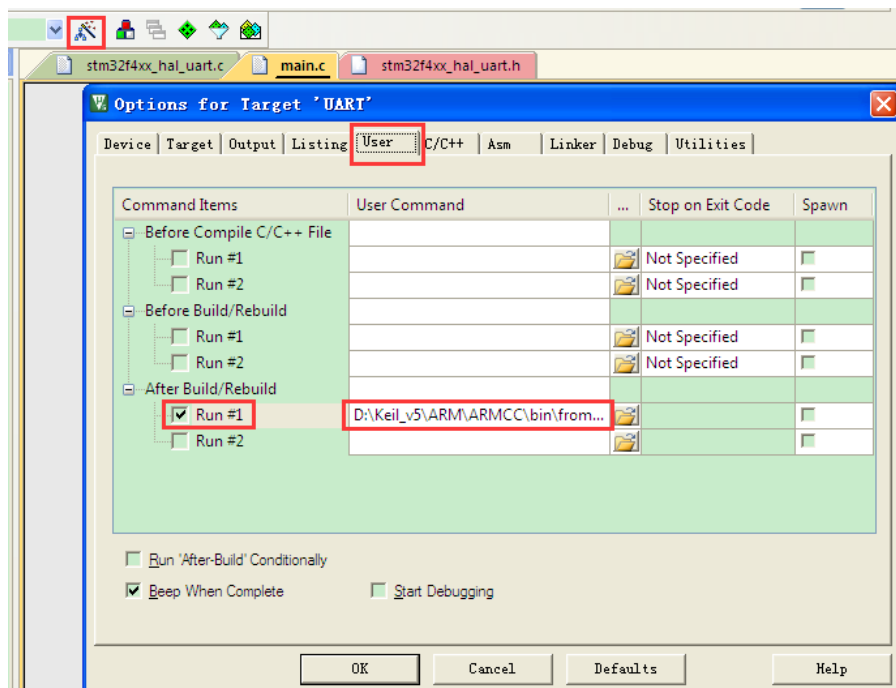 stm32f4xx_hal_uart.c main.c stm32f4xx_hal_uart.h
Options for Target 'UART'
Device Target Output Listing User C/C++ Asm Linker Debug Utilities
Command Items User Command ... Stop on Exit Code Spawn
Before Compile C/C++ File
Run #1 Not Specified
Run #2 Not Specified
Before Build/Rebuild
Run #1 Not Specified
Run #2 Not Specified
After Build/Rebuild
Run #1 D:\Keil_v5\ARM\ARMCC\bin\from...
Run #2
Run 'After-Build' Conditionally
Beep When Complete Start Debugging
OK Cancel Defaults Help